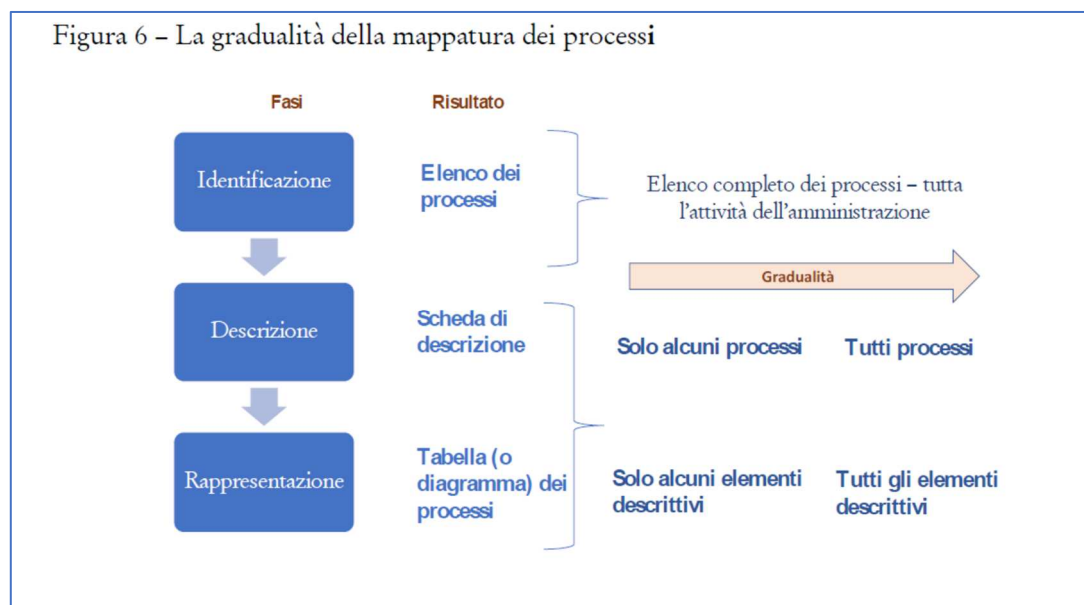 Figura 6 – La gradualità della mappatura dei processi
Fasi
Risultato
Identificazione
Elenco dei
processi
Elenco completo dei processi – tutta
l'attività dell'amministrazione
Gradualità
Descrizione
Scheda di
descrizione
Solo alcuni processi
Tutti processi
Rappresentazione
Tabella (o
diagramma) dei
processi
Solo alcuni elementi
descrittivi
Tutti gli elementi
descrittivi